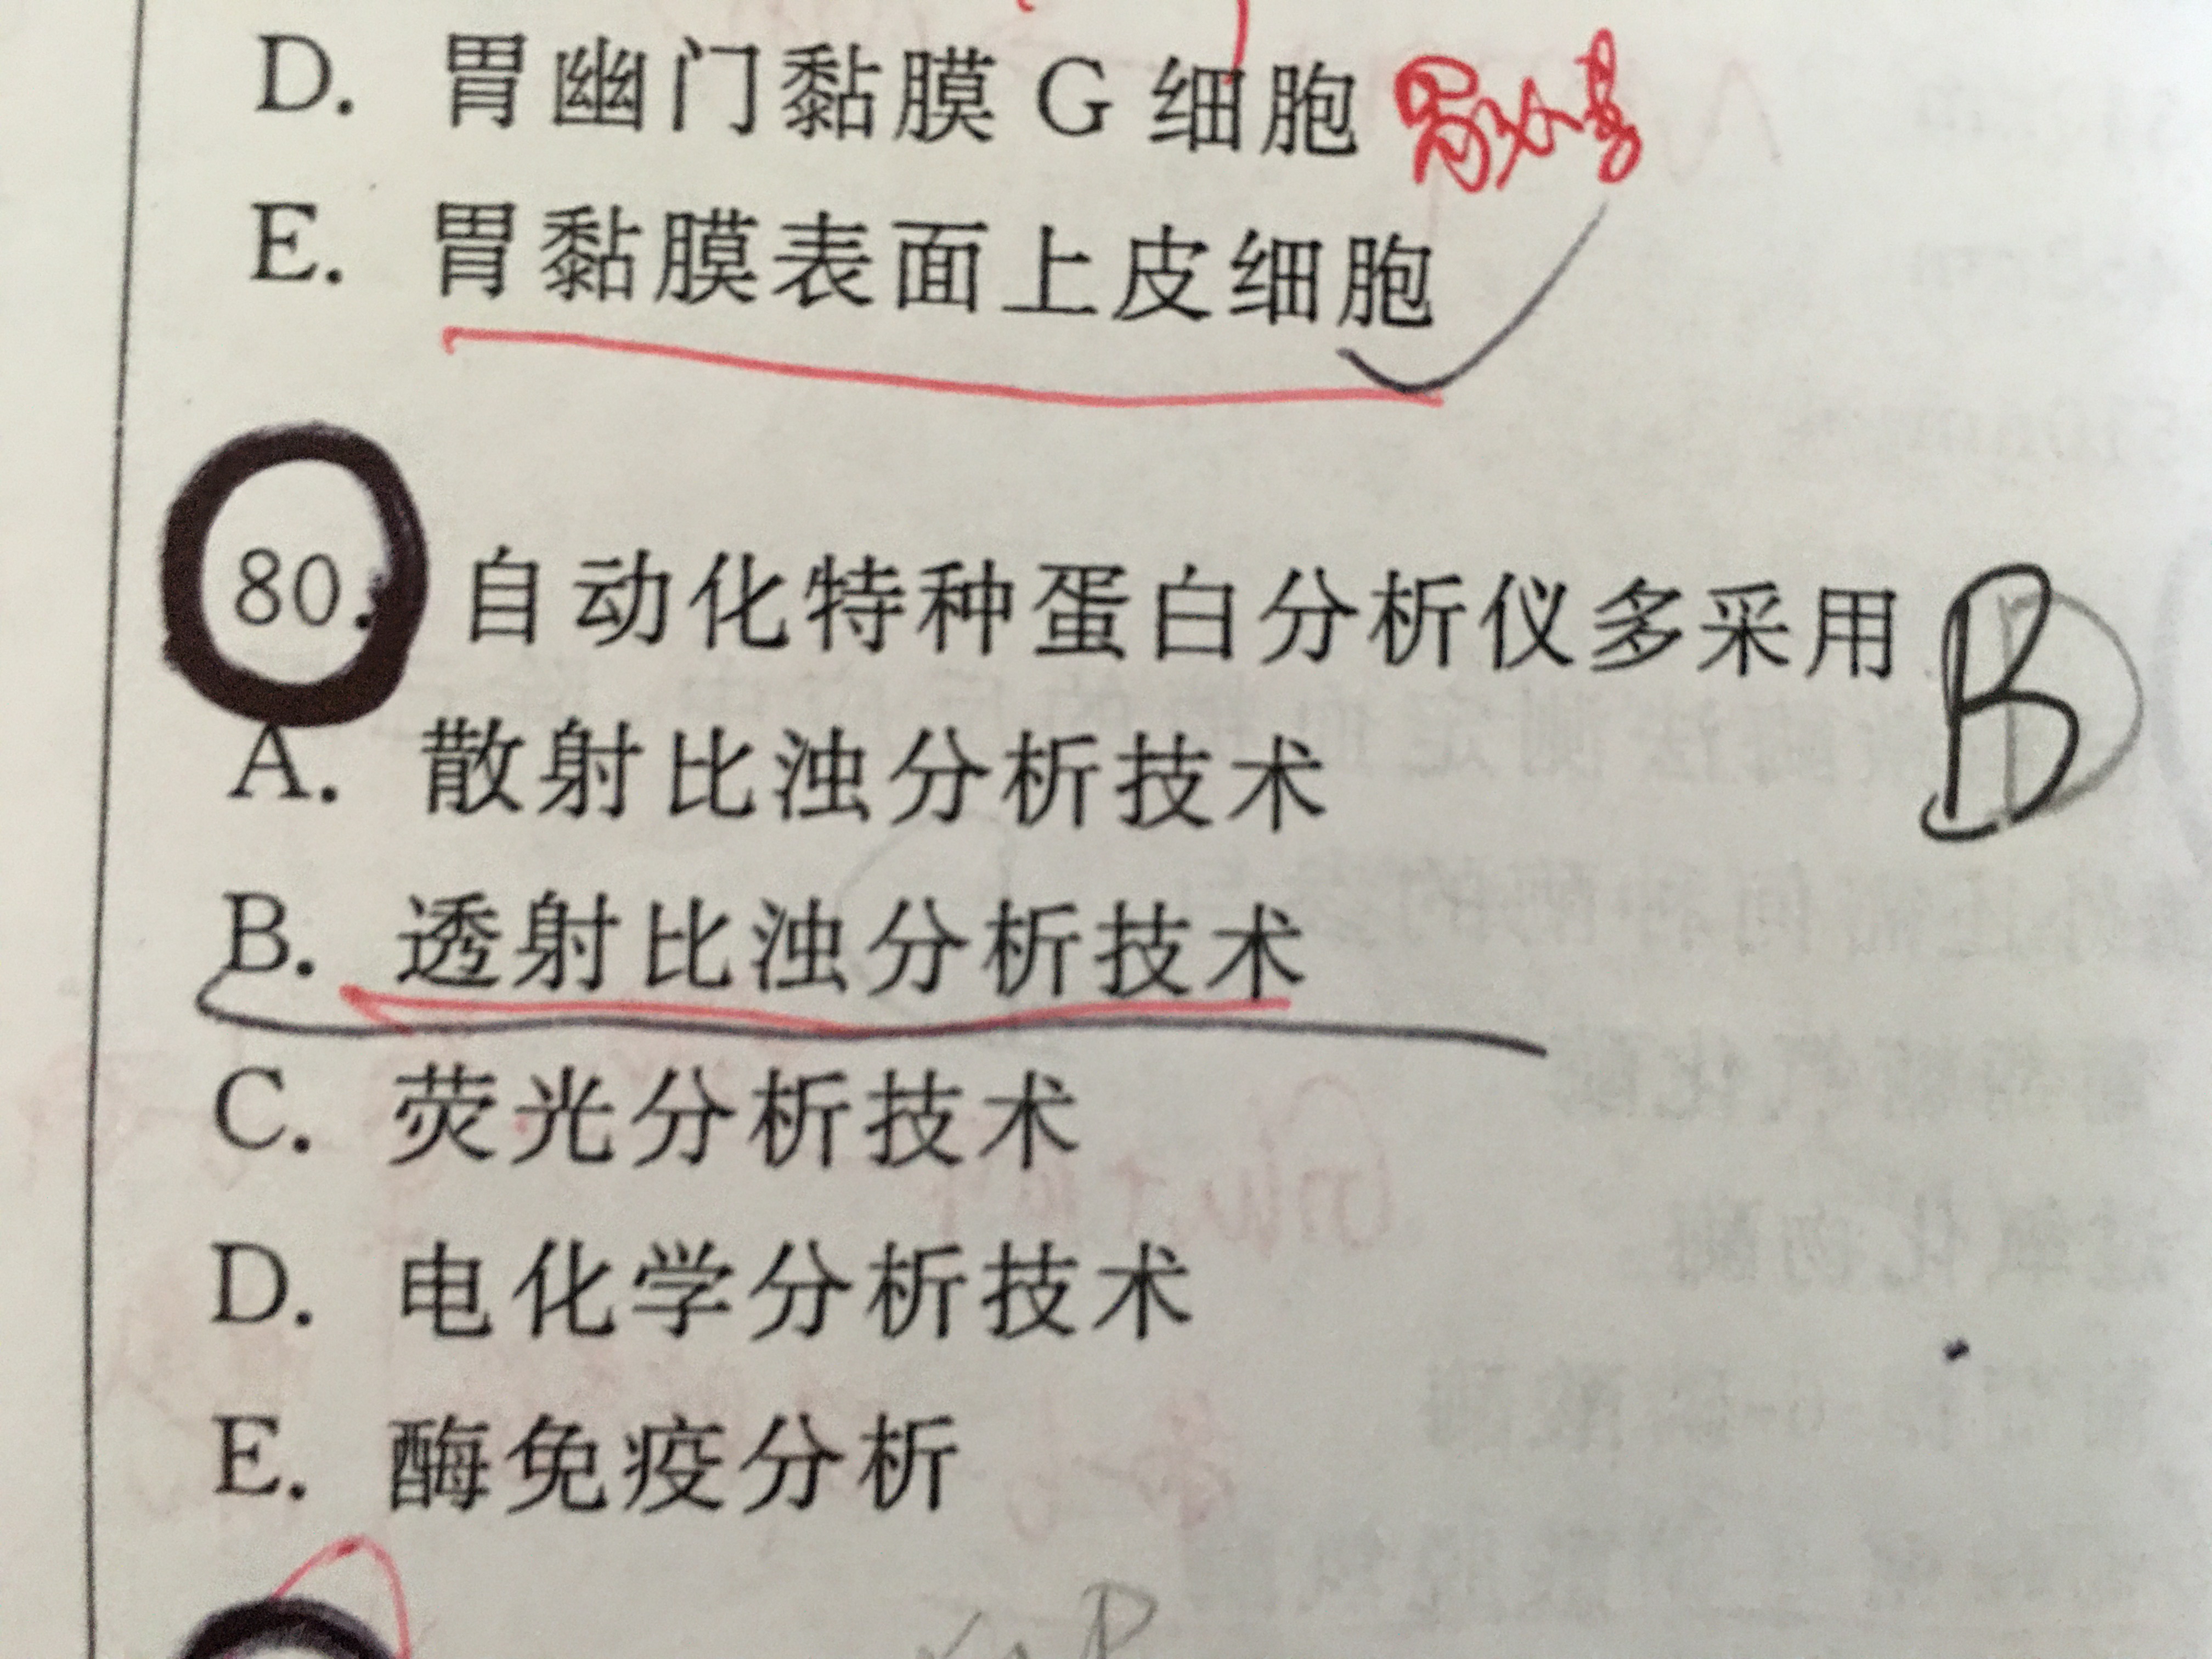 D. 胃幽门黏膜 G 细胞
E. 胃黏膜表面上皮细胞
80. 自动化特种蛋白分析仪多采用 B
A. 散射比浊分析技术
B. 透射比浊分析技术
C. 荧光分析技术
D. 电化学分析技术
E. 酶免疫分析